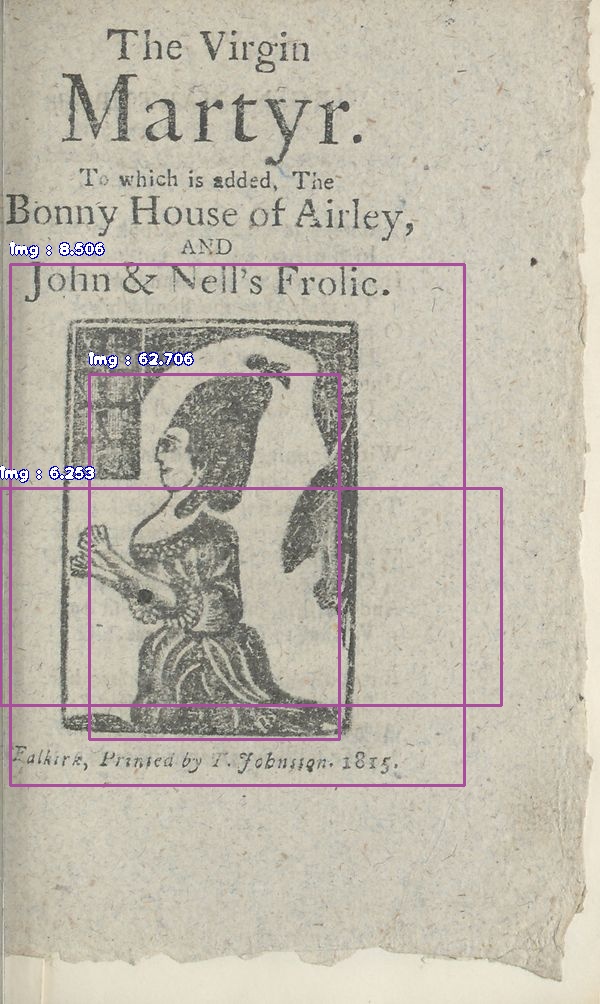 The Virgin
Martyr.
To which is added, The
Bonny House of Airley,
AND
Img : 8.506
John & Nell's Frolic.
Img : 62.706
Img : 6.253
Falkirk, Printed by T. Johnston. 1815.